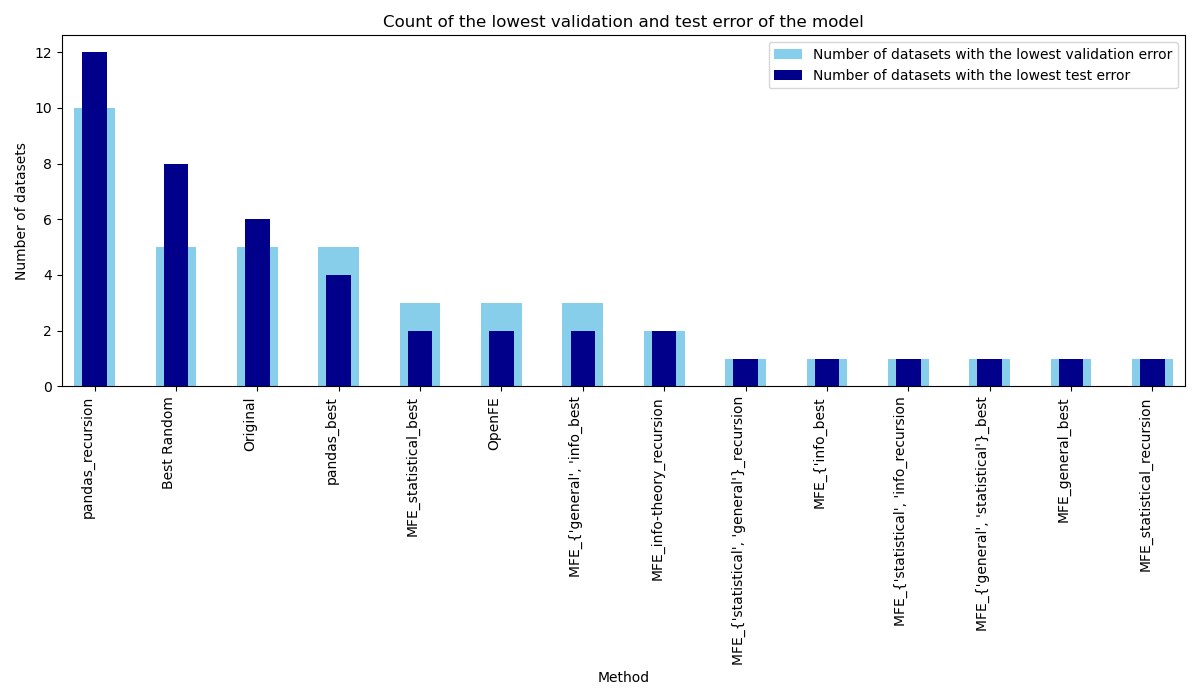 Count of the lowest validation and test error of the model
Number of datasets with the lowest validation error
Number of datasets with the lowest test error
Number of datasets
12
10
8
6
4
2
0
pandas_recursion
Best Random
Original
pandas_best
MFE_statistical_best
OpenFE
MFE_{'general', 'info_best
MFE_info-theory_recursion
MFE_{'statistical', 'general'}_recursion
MFE_{'info_best
MFE_{'statistical', 'info_recursion
MFE_{'general', 'statistical'}_best
MFE_general_best
MFE_statistical_recursion
Method